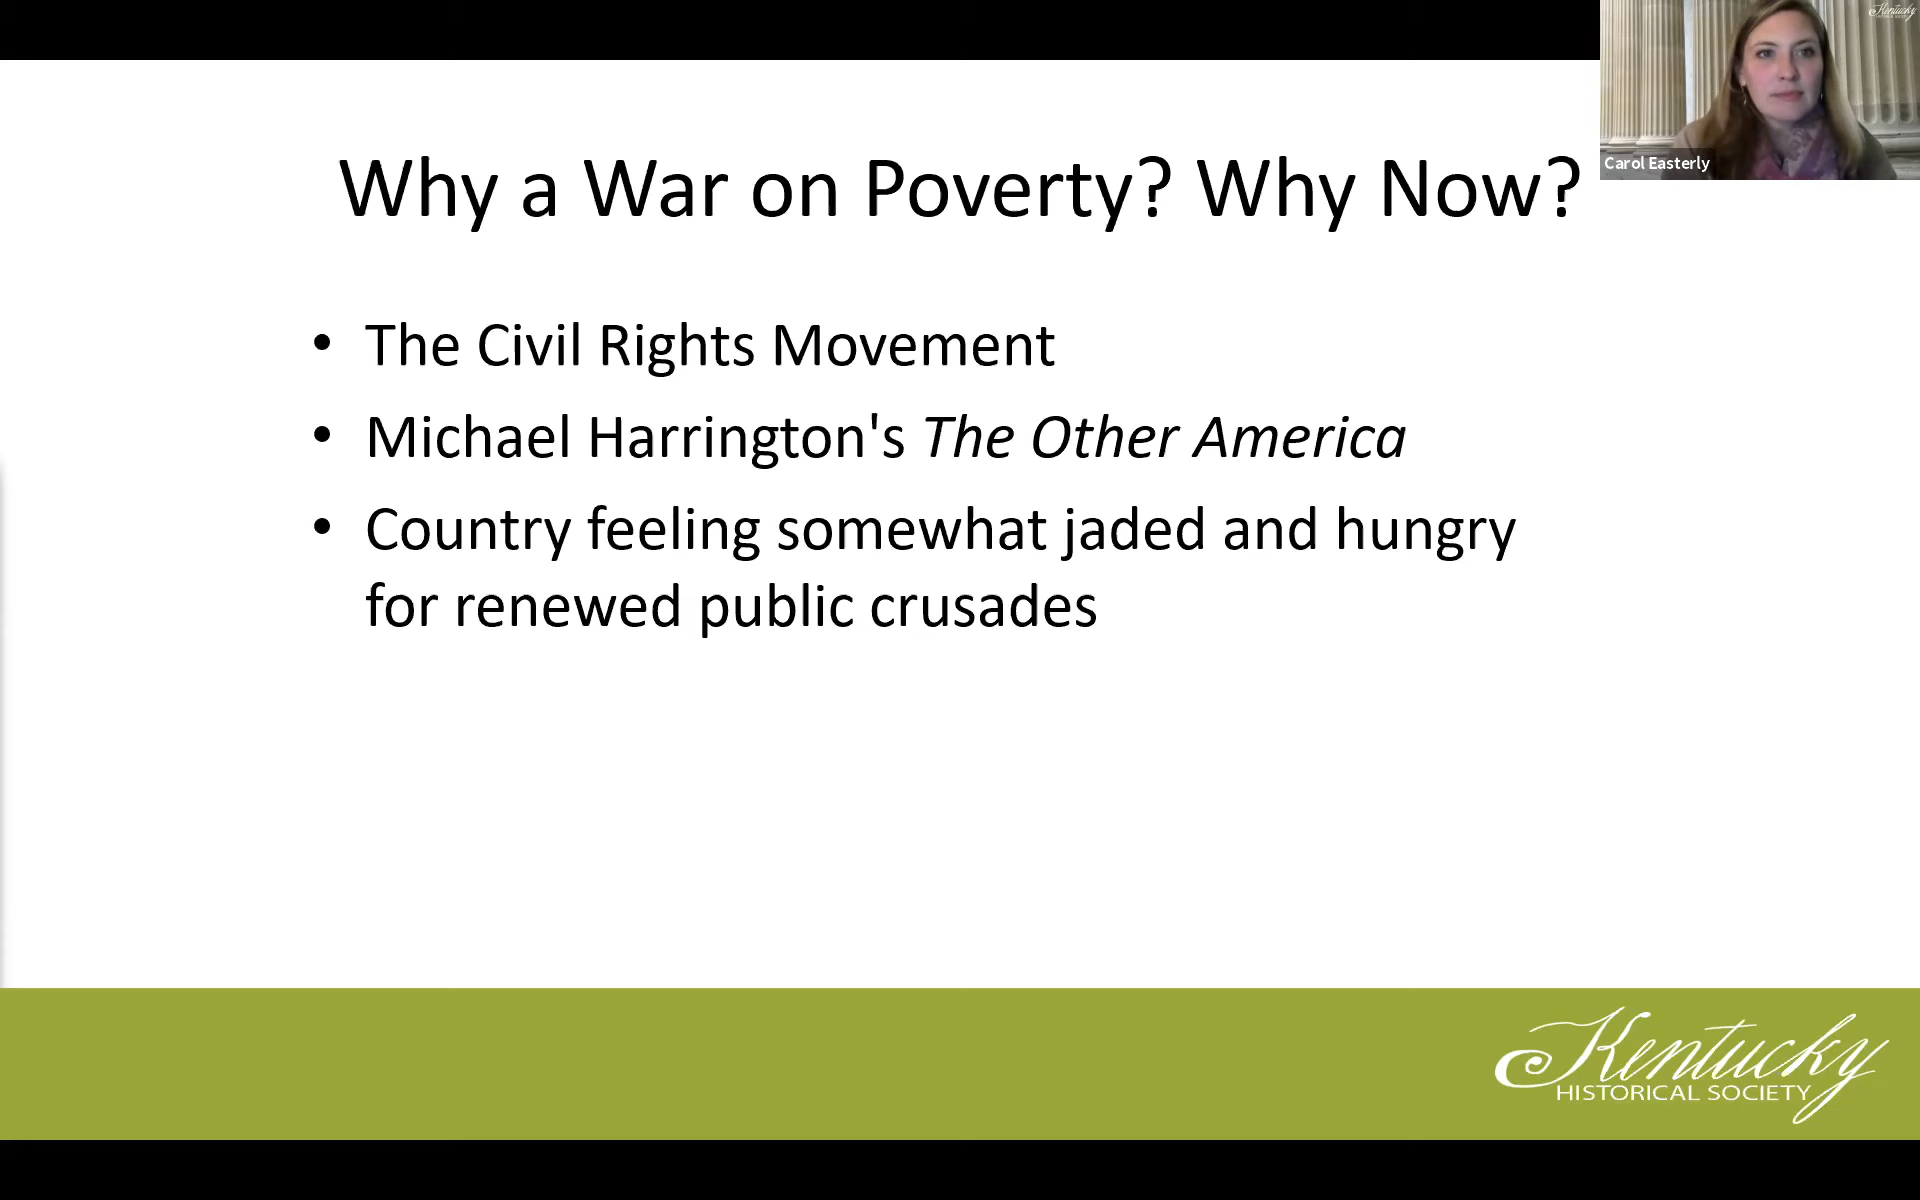 Kentucky
Carol Easterly
Why a War on Poverty? Why Now?
• The Civil Rights Movement
• Michael Harrington's The Other America
• Country feeling somewhat jaded and hungry
for renewed public crusades
Kentucky
HISTORICAL SOCIETY